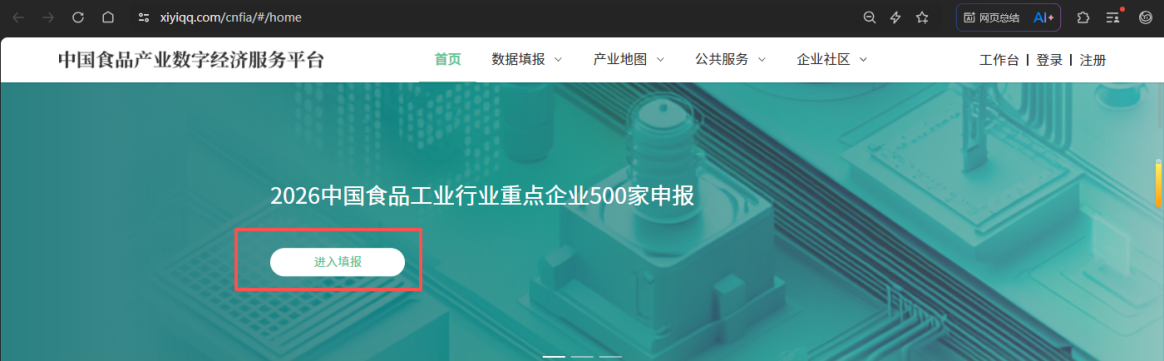 xiyiqq.com/cnfia/#/home
AI 网页总结 AI+
中国食品产业数字经济服务平台 首页 数据填报 产业地图 公共服务 企业社区 工作台 | 登录 | 注册
2026中国食品工业行业重点企业500家申报
进入填报